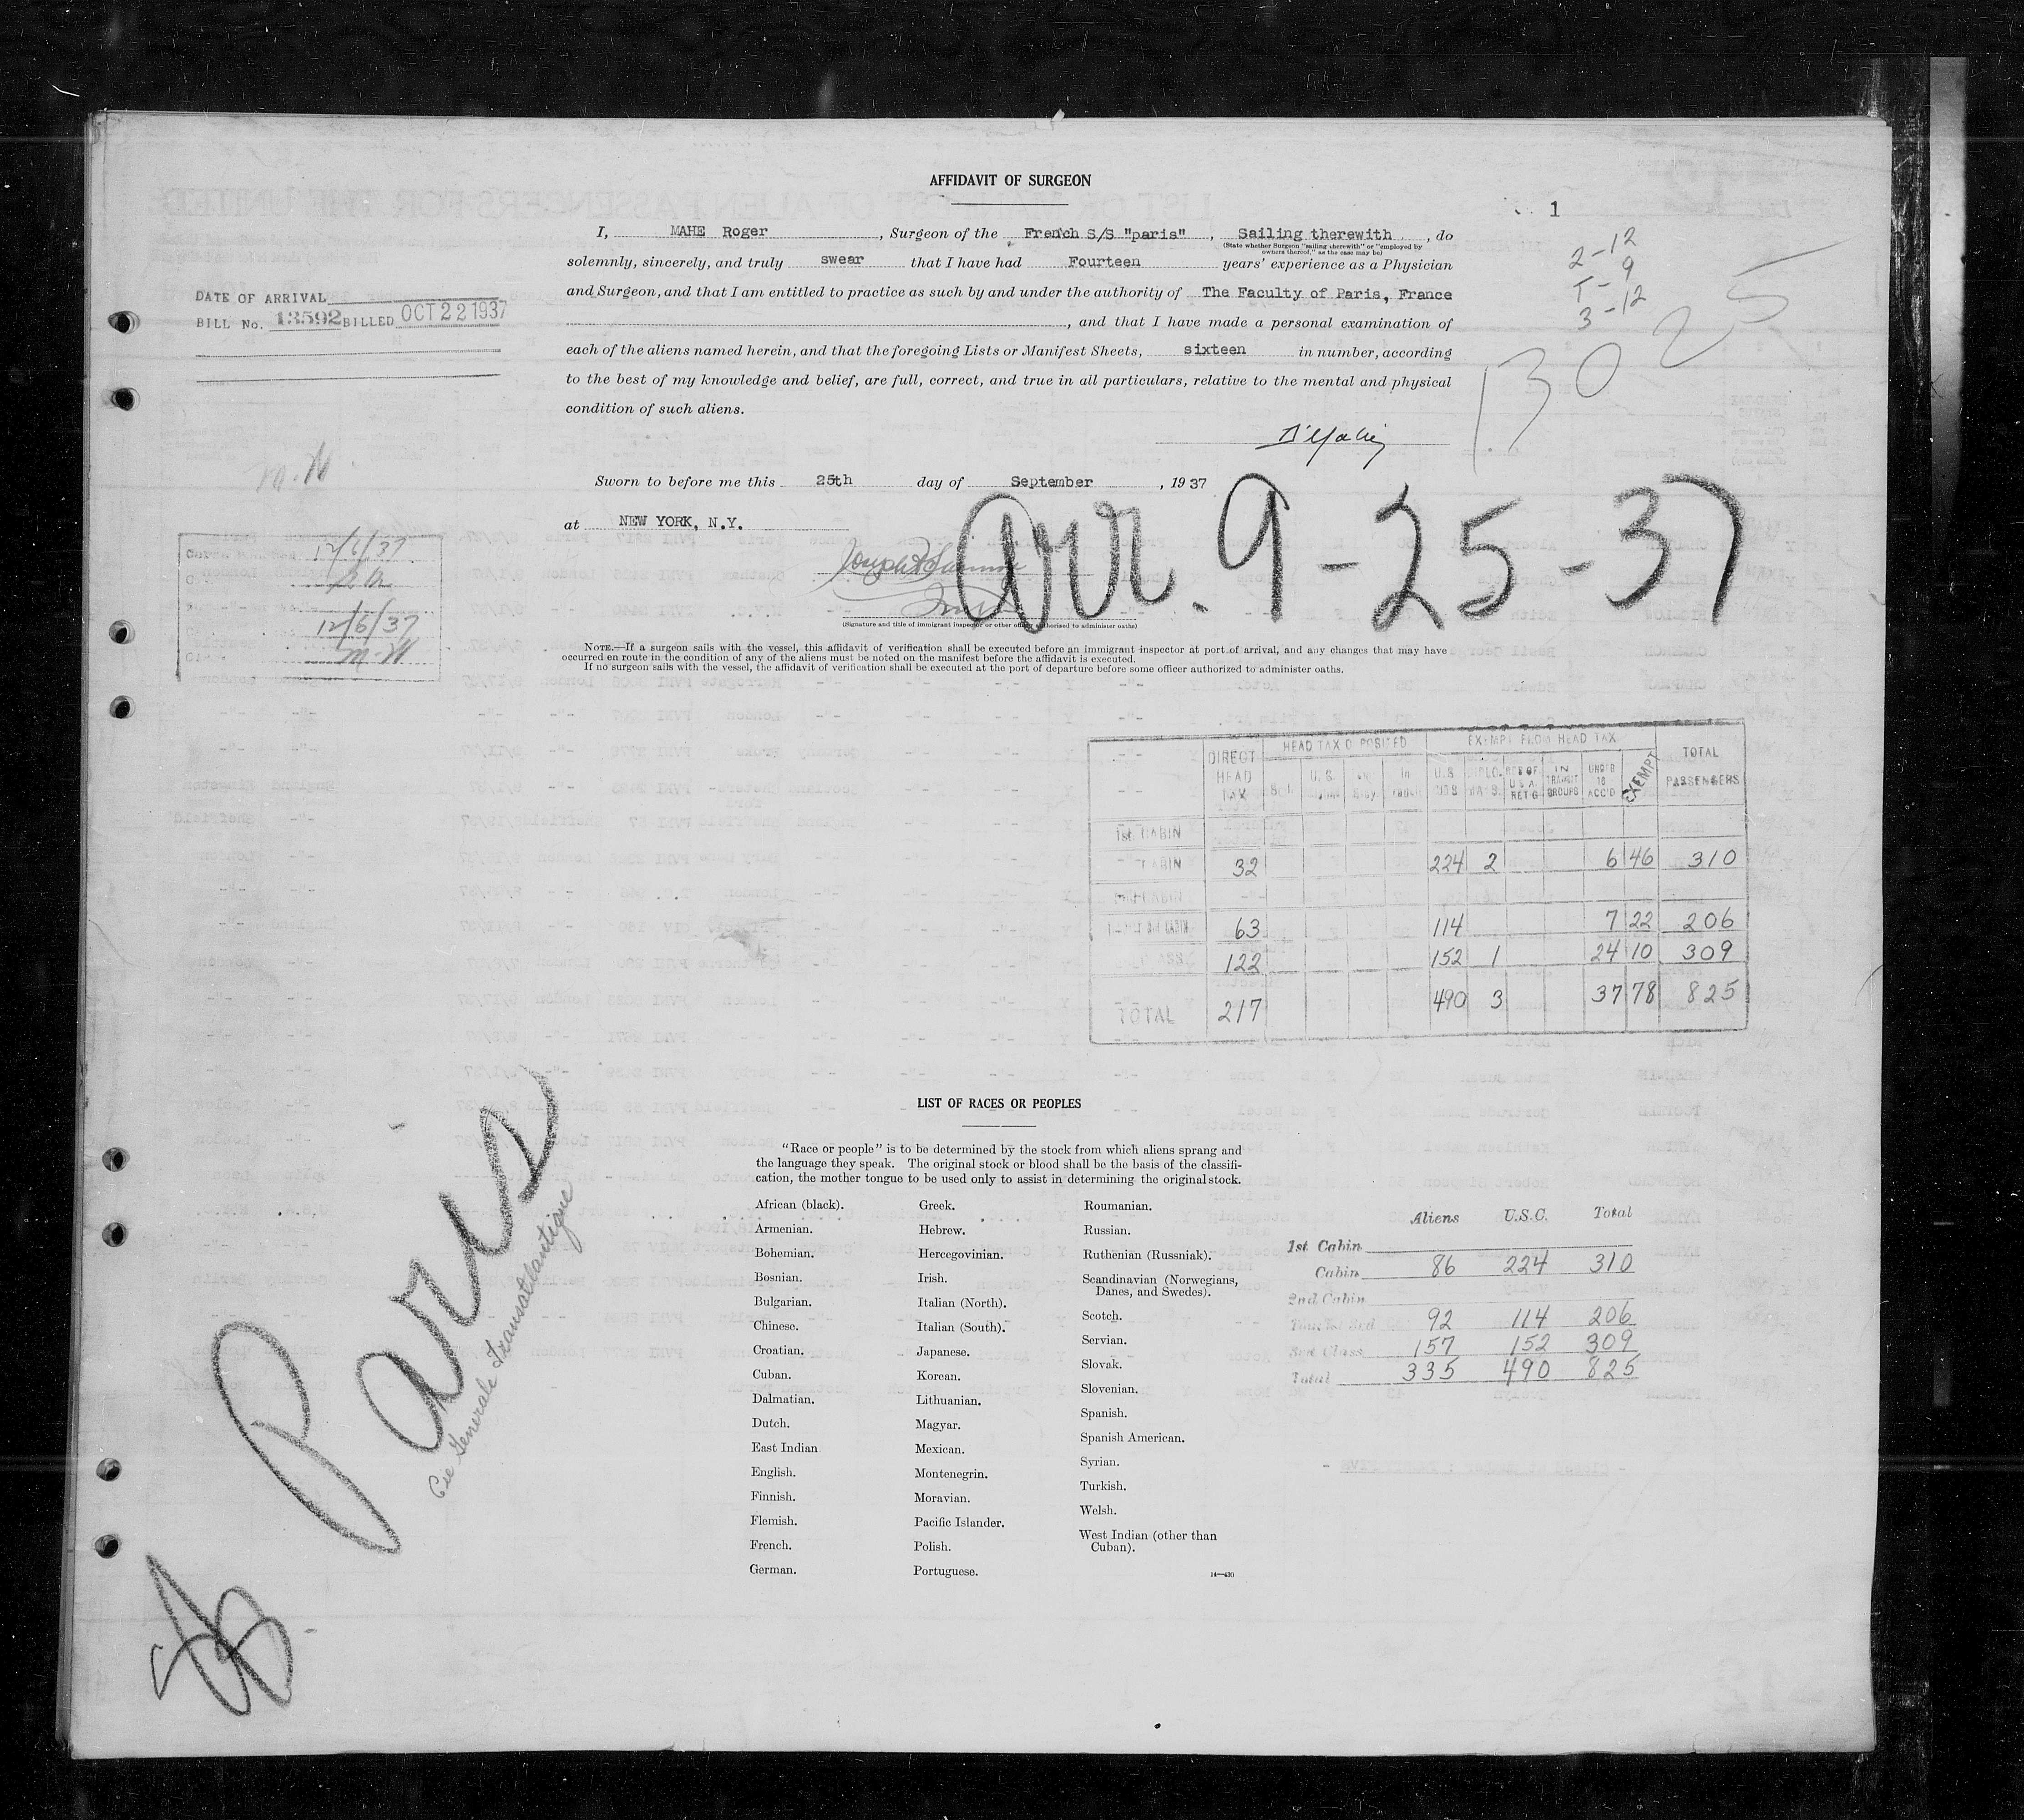 AFFIDAVIT OF SURGEON
1
I, MAHE Roger, Surgeon of the French S/S "paris", Sailing therewith, do
(State whether Surgeon "sailing therewith" or "employed by
owners thereof," as the case may be)
solemnly, sincerely, and truly swear that I have had Fourteen years' experience as a Physician
and Surgeon, and that I am entitled to practice as such by and under the authority of The Faculty of Paris, France
, and that I have made a personal examination of
each of the aliens named herein, and that the foregoing Lists or Manifest Sheets, sixteen in number, according
to the best of my knowledge and belief, are full, correct, and true in all particulars, relative to the mental and physical
condition of such aliens.
2-12
T-9
3-12
DATE OF ARRIVAL
BILL No. 13592 BILLED OCT 22 1937
Sworn to before me this 25th day of September, 1937
at NEW YORK, N.Y.
arr. 9-25-37
12/6/37
12/6/37
(Signature and title of immigrant inspector or other officer authorized to administer oaths)
NOTE.—If a surgeon sails with the vessel, this affidavit of verification shall be executed before an immigrant inspector at port of arrival, and any changes that may have
occurred en route in the condition of any of the aliens must be noted on the manifest before the affidavit is executed.
If no surgeon sails with the vessel, the affidavit of verification shall be executed at the port of departure before some officer authorized to administer oaths.
DIRECT HEAD TAX HEAD TAX D POSITED EXEMPT FROM HEAD TAX TOTAL PASSENGERS
U.S. In U.S. RES OF U.S.A. RET'G IN TRANSIT GROUPS UNDER 16 ACC'D EXEMPT
1st CABIN
CABIN 32 224 2 6 46 310
63 114 7 22 206
122 152 1 24 10 309
TOTAL 217 490 3 37 78 825
LIST OF RACES OR PEOPLES
"Race or people" is to be determined by the stock from which aliens sprang and
the language they speak. The original stock or blood shall be the basis of the classifi-
cation, the mother tongue to be used only to assist in determining the original stock.
African (black).
Armenian.
Bohemian.
Bosnian.
Bulgarian.
Chinese.
Croatian.
Cuban.
Dalmatian.
Dutch.
East Indian
English.
Finnish.
Flemish.
French.
German.
Greek.
Hebrew.
Hercegovinian.
Irish.
Italian (North).
Italian (South).
Japanese.
Korean.
Lithuanian.
Magyar.
Mexican.
Montenegrin.
Moravian.
Pacific Islander.
Polish.
Portuguese.
Roumanian.
Russian.
Ruthenian (Russniak).
Scandinavian (Norwegians,
Danes, and Swedes).
Scotch.
Servian.
Slovak.
Slovenian.
Spanish.
Spanish American.
Syrian.
Turkish.
Welsh.
West Indian (other than
Cuban).
14—430
Aliens U.S.C. Total
1st Cabin
Cabin 86 224 310
2nd Cabin
92 114 206
3rd Class 157 152 309
Total 335 490 825
Paris
Cie Generale Transatlantique